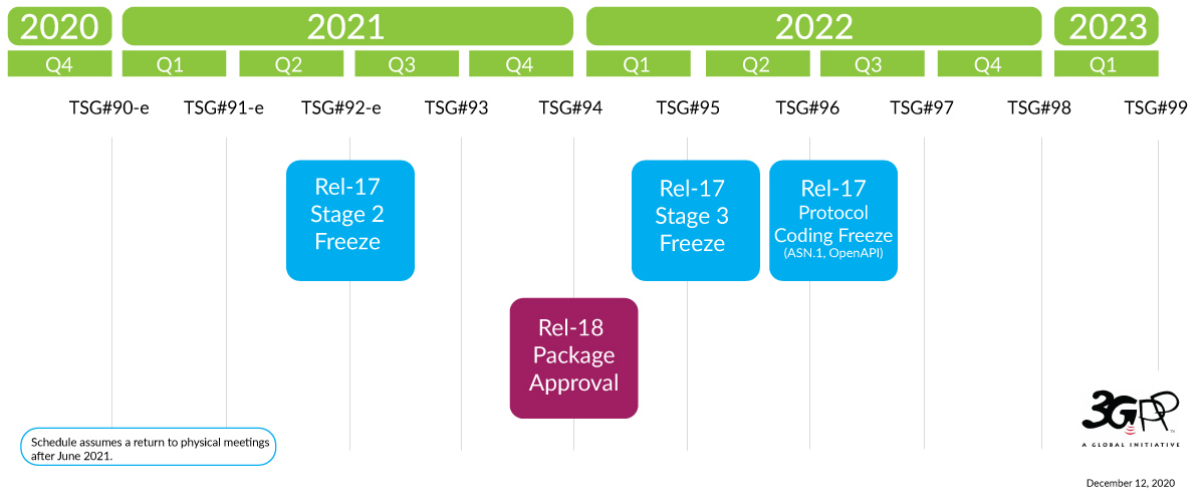 2020 2021 2022 2023
Q4 Q1 Q2 Q3 Q4 Q1 Q2 Q3 Q4 Q1
TSG#90-e TSG#91-e TSG#92-e TSG#93 TSG#94 TSG#95 TSG#96 TSG#97 TSG#98 TSG#99
Rel-17
Stage 2
Freeze
Rel-17
Stage 3
Freeze
Rel-17
Protocol
Coding Freeze
(ASN.1, OpenAPI)
Rel-18
Package
Approval
Schedule assumes a return to physical meetings
after June 2021.
3GPP
TM
A GLOBAL INITIATIVE
December 12, 2020